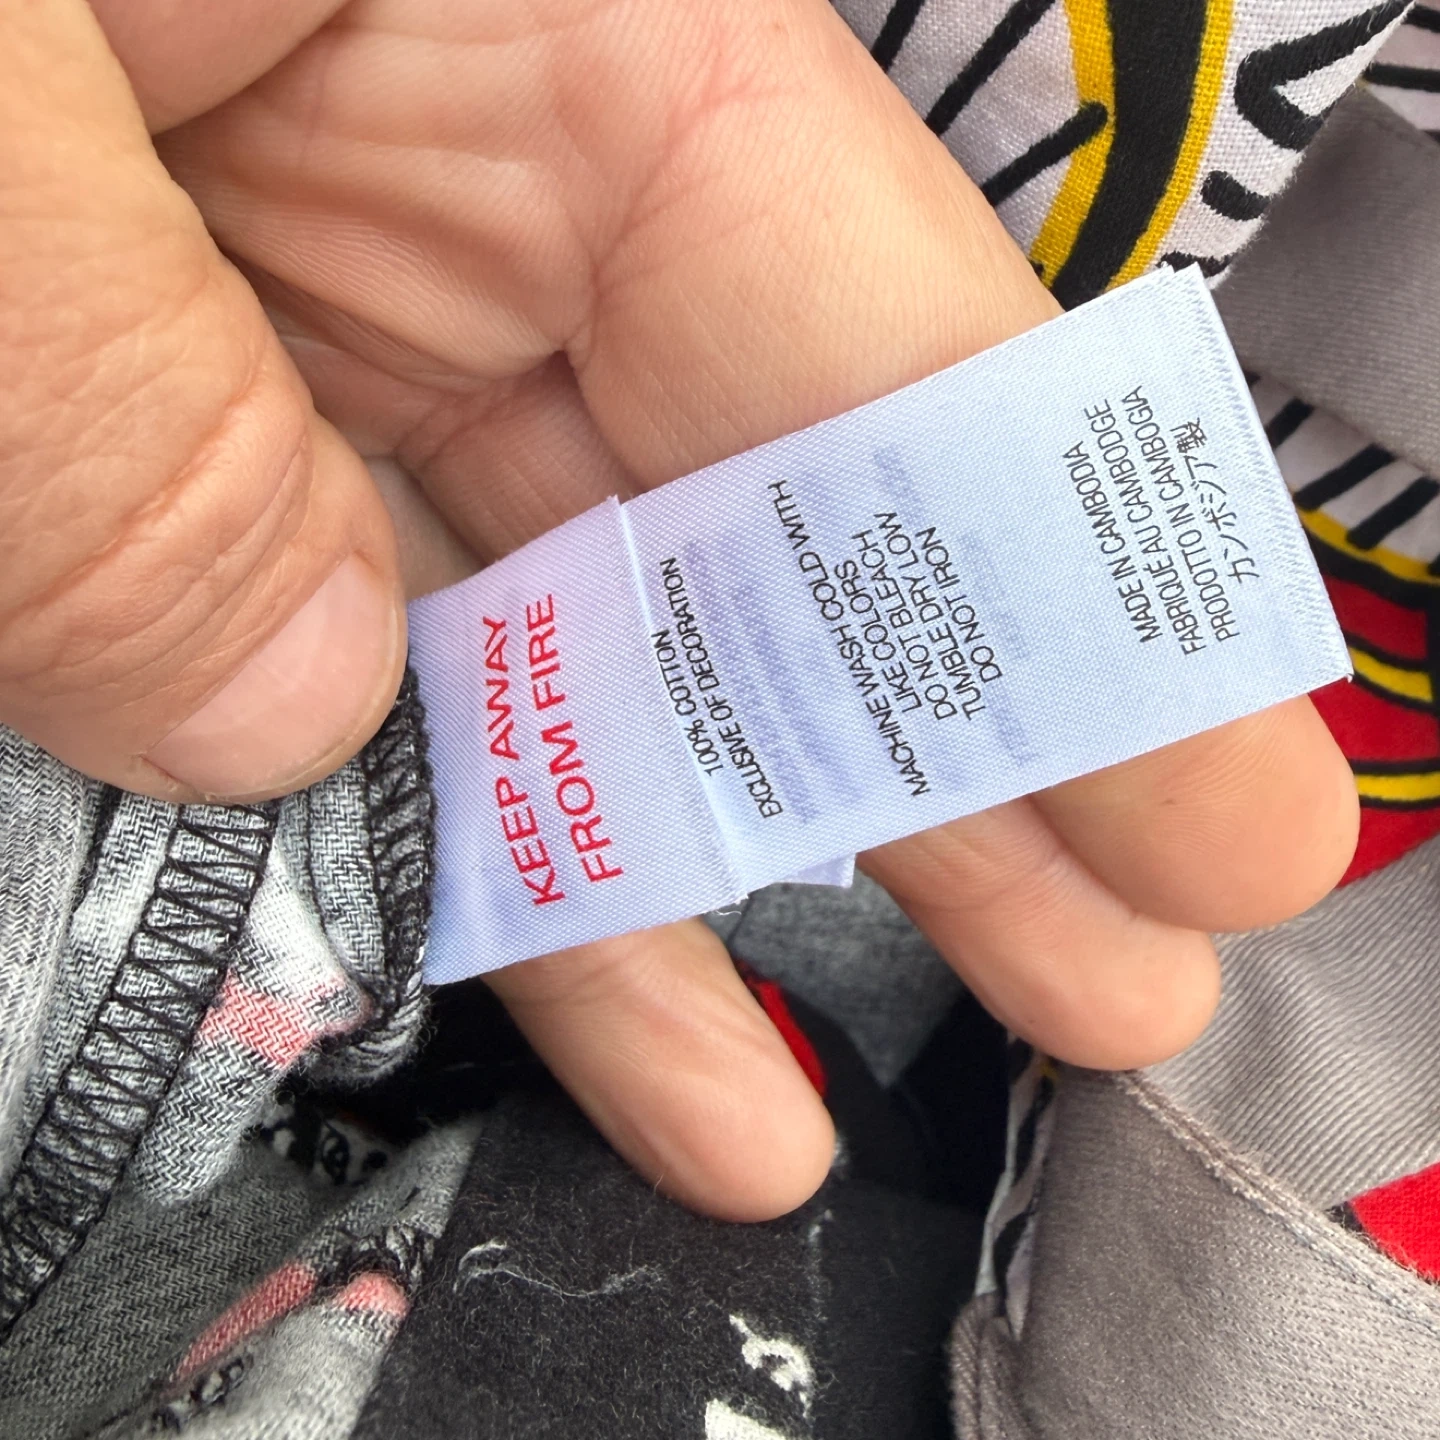 KEEP AWAY
FROM FIRE
100% COTTON
EXCLUSIVE OF DECORATION
MACHINE WASH COLD WITH
LIKE COLORS
DO NOT BLEACH
TUMBLE DRY LOW
DO NOT IRON
MADE IN CAMBODIA
FABRIQUE AU CAMBODGE
PRODOTTO IN CAMBOGIA
カンボジア製